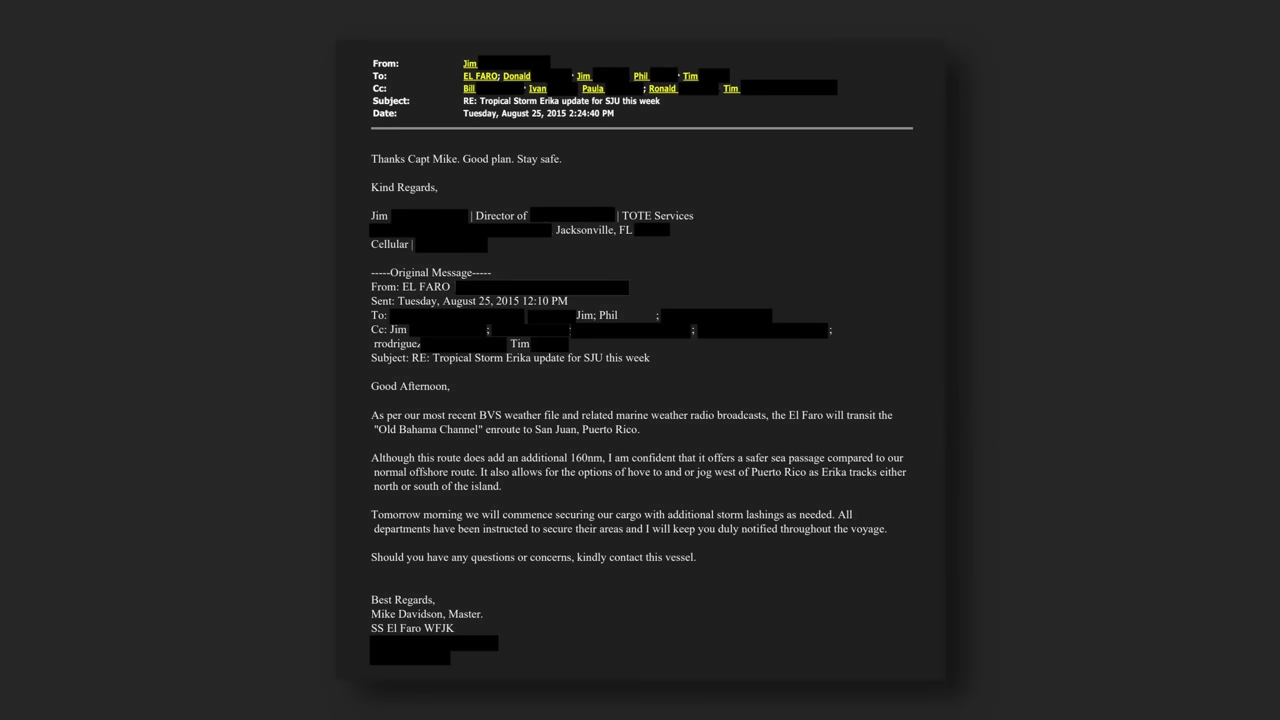 From: Jim
To: EL FARO; Donald ; Jim Phil ; Tim
Cc: Bill ; Ivan Paula ; Ronald Tim
Subject: RE: Tropical Storm Erika update for SJU this week
Date: Tuesday, August 25, 2015 2:24:40 PM
Thanks Capt Mike. Good plan. Stay safe.
Kind Regards,
Jim | Director of | TOTE Services
Jacksonville, FL
Cellular |
-----Original Message-----
From: EL FARO
Sent: Tuesday, August 25, 2015 12:10 PM
To: Jim; Phil ;
Cc: Jim ; ; ; ;
rrodriguez Tim
Subject: RE: Tropical Storm Erika update for SJU this week
Good Afternoon,
As per our most recent BVS weather file and related marine weather radio broadcasts, the El Faro will transit the
"Old Bahama Channel" enroute to San Juan, Puerto Rico.
Although this route does add an additional 160nm, I am confident that it offers a safer sea passage compared to our
normal offshore route. It also allows for the options of hove to and or jog west of Puerto Rico as Erika tracks either
north or south of the island.
Tomorrow morning we will commence securing our cargo with additional storm lashings as needed. All
departments have been instructed to secure their areas and I will keep you duly notified throughout the voyage.
Should you have any questions or concerns, kindly contact this vessel.
Best Regards,
Mike Davidson, Master.
SS El Faro WFJK